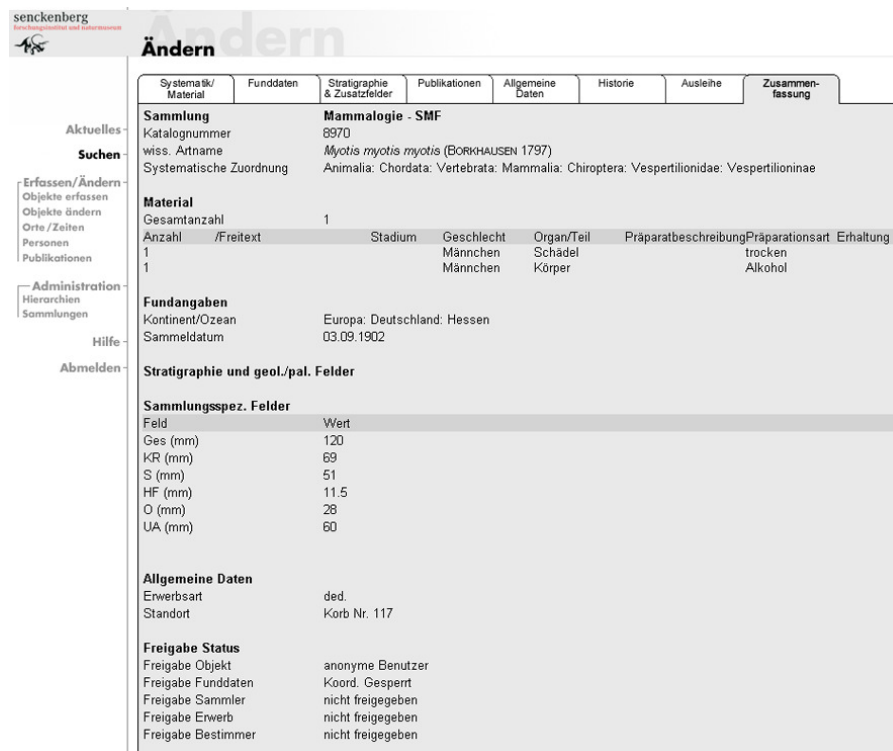 senckenberg
forschungsinstitut und naturmuseum
Ändern
Ändern
Systematik/ Material
Funddaten
Stratigraphie & Zusatzfelder
Publikationen
Allgemeine Daten
Historie
Ausleihe
Zusammen- fassung
Aktuelles
Suchen
Erfassen/Ändern
Objekte erfassen
Objekte ändern
Orte/Zeiten
Personen
Publikationen
Administration
Hierarchien
Sammlungen
Hilfe
Abmelden
Sammlung Mammalogie - SMF
Katalognummer 8970
wiss. Artname Myotis myotis myotis (BORKHAUSEN 1797)
Systematische Zuordnung Animalia: Chordata: Vertebrata: Mammalia: Chiroptera: Vespertilionidae: Vespertilioninae
Material
Gesamtanzahl 1
Anzahl /Freitext Stadium Geschlecht Organ/Teil PräparatbeschreibungPräparationsart Erhaltung
1 Männchen Schädel trocken
1 Männchen Körper Alkohol
Fundangaben
Kontinent/Ozean Europa: Deutschland: Hessen
Sammeldatum 03.09.1902
Stratigraphie und geol./pal. Felder
Sammlungsspez. Felder
Feld Wert
Ges (mm) 120
KR (mm) 69
S (mm) 51
HF (mm) 11.5
O (mm) 28
UA (mm) 60
Allgemeine Daten
Erwerbsart ded.
Standort Korb Nr. 117
Freigabe Status
Freigabe Objekt anonyme Benutzer
Freigabe Funddaten Koord. Gesperrt
Freigabe Sammler nicht freigegeben
Freigabe Erwerb nicht freigegeben
Freigabe Bestimmer nicht freigegeben